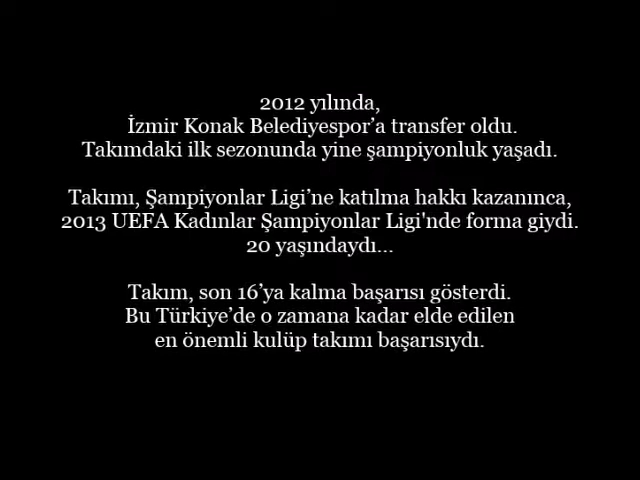 2012 yılında,
İzmir Konak Belediyespor’a transfer oldu.
Takımdaki ilk sezonunda yine şampiyonluk yaşadı.
Takımı, Şampiyonlar Ligi’ne katılma hakkı kazanınca,
2013 UEFA Kadınlar Şampiyonlar Ligi'nde forma giydi.
20 yaşındaydı...
Takım, son 16’ya kalma başarısı gösterdi.
Bu Türkiye’de o zamana kadar elde edilen
en önemli kulüp takımı başarısıydı.